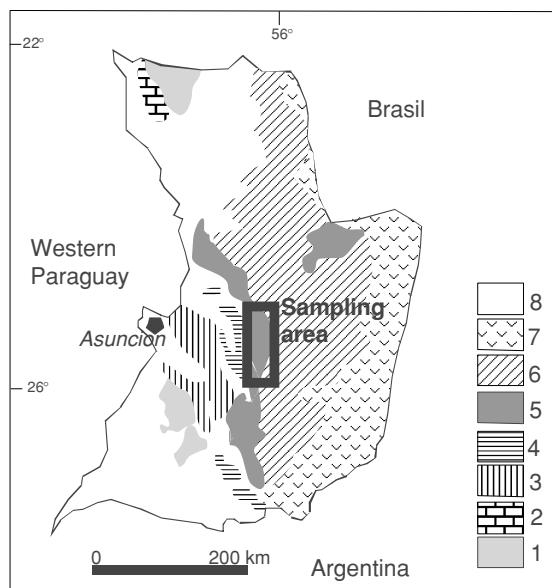 56°
22°
Brasil
Western
Paraguay
Sampling
area
Asuncion
26°
8
7
6
5
4
3
2
1
0
200 km
Argentina